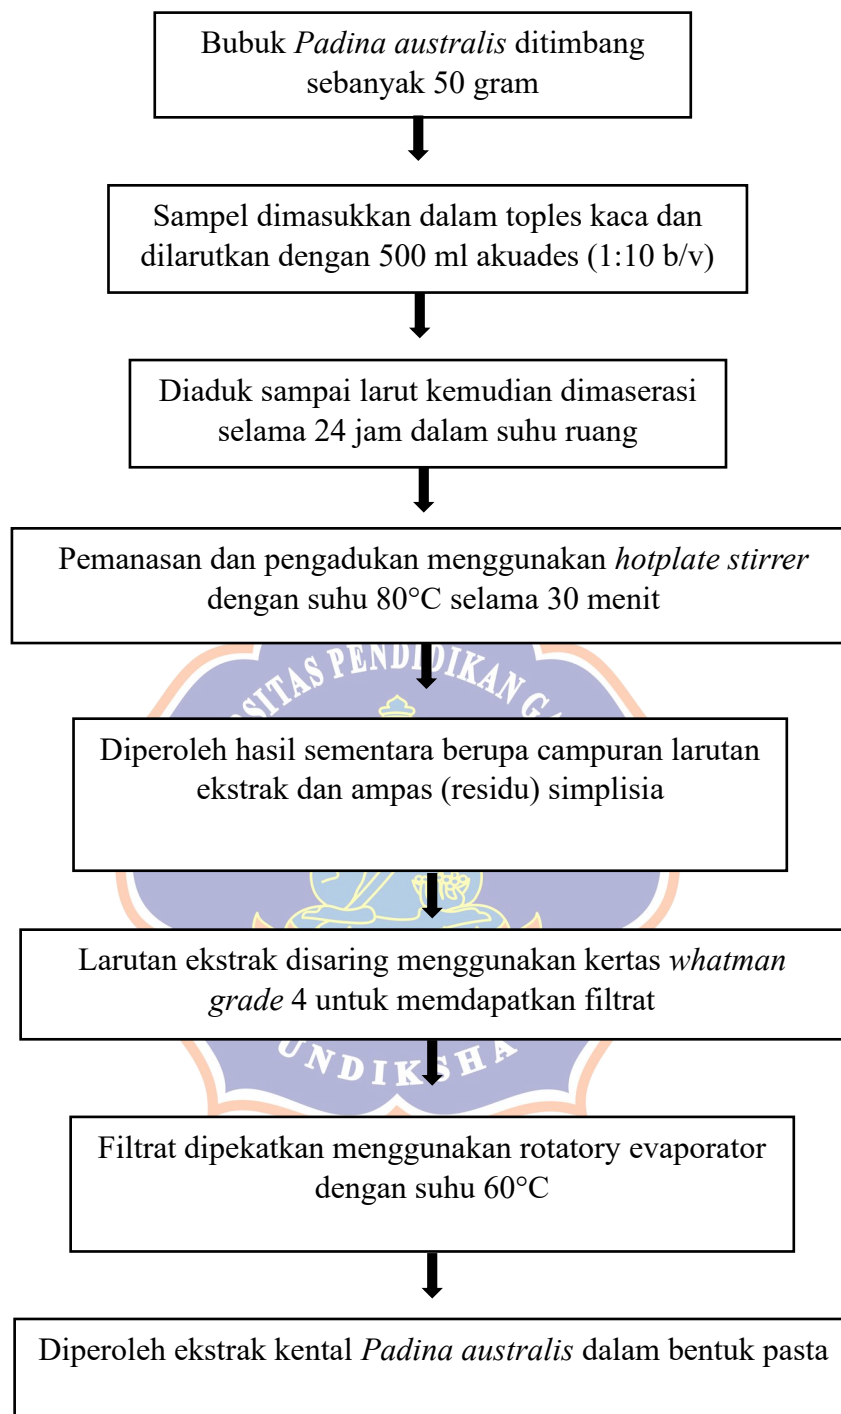 Bubuk Padina australis ditimbang
sebanyak 50 gram
Sampel dimasukkan dalam toples kaca dan
dilarutkan dengan 500 ml akuades (1:10 b/v)
Diaduk sampai larut kemudian dimaserasi
selama 24 jam dalam suhu ruang
Pemanasan dan pengadukan menggunakan hotplate stirrer
dengan suhu 80°C selama 30 menit
SITAS PENDIDIKAN GA
Diperoleh hasil sementara berupa campuran larutan
ekstrak dan ampas (residu) simplisia
Larutan ekstrak disaring menggunakan kertas whatman
grade 4 untuk memdapatkan filtrat
UNDIKSHA
Filtrat dipekatkan menggunakan rotatory evaporator
dengan suhu 60°C
Diperoleh ekstrak kental Padina australis dalam bentuk pasta